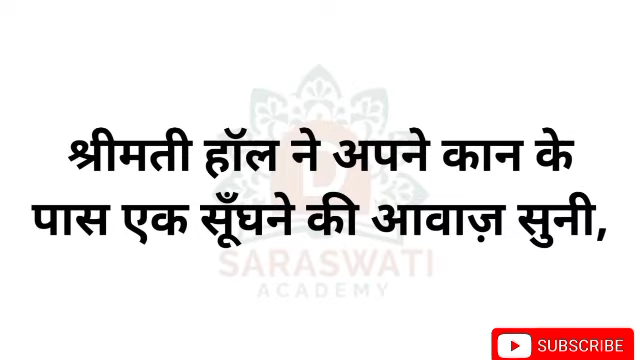 श्रीमती हॉल ने अपने कान के
पास एक सूँघने की आवाज़ सुनी,
SARASWATI
ACADEMY
SUBSCRIBE